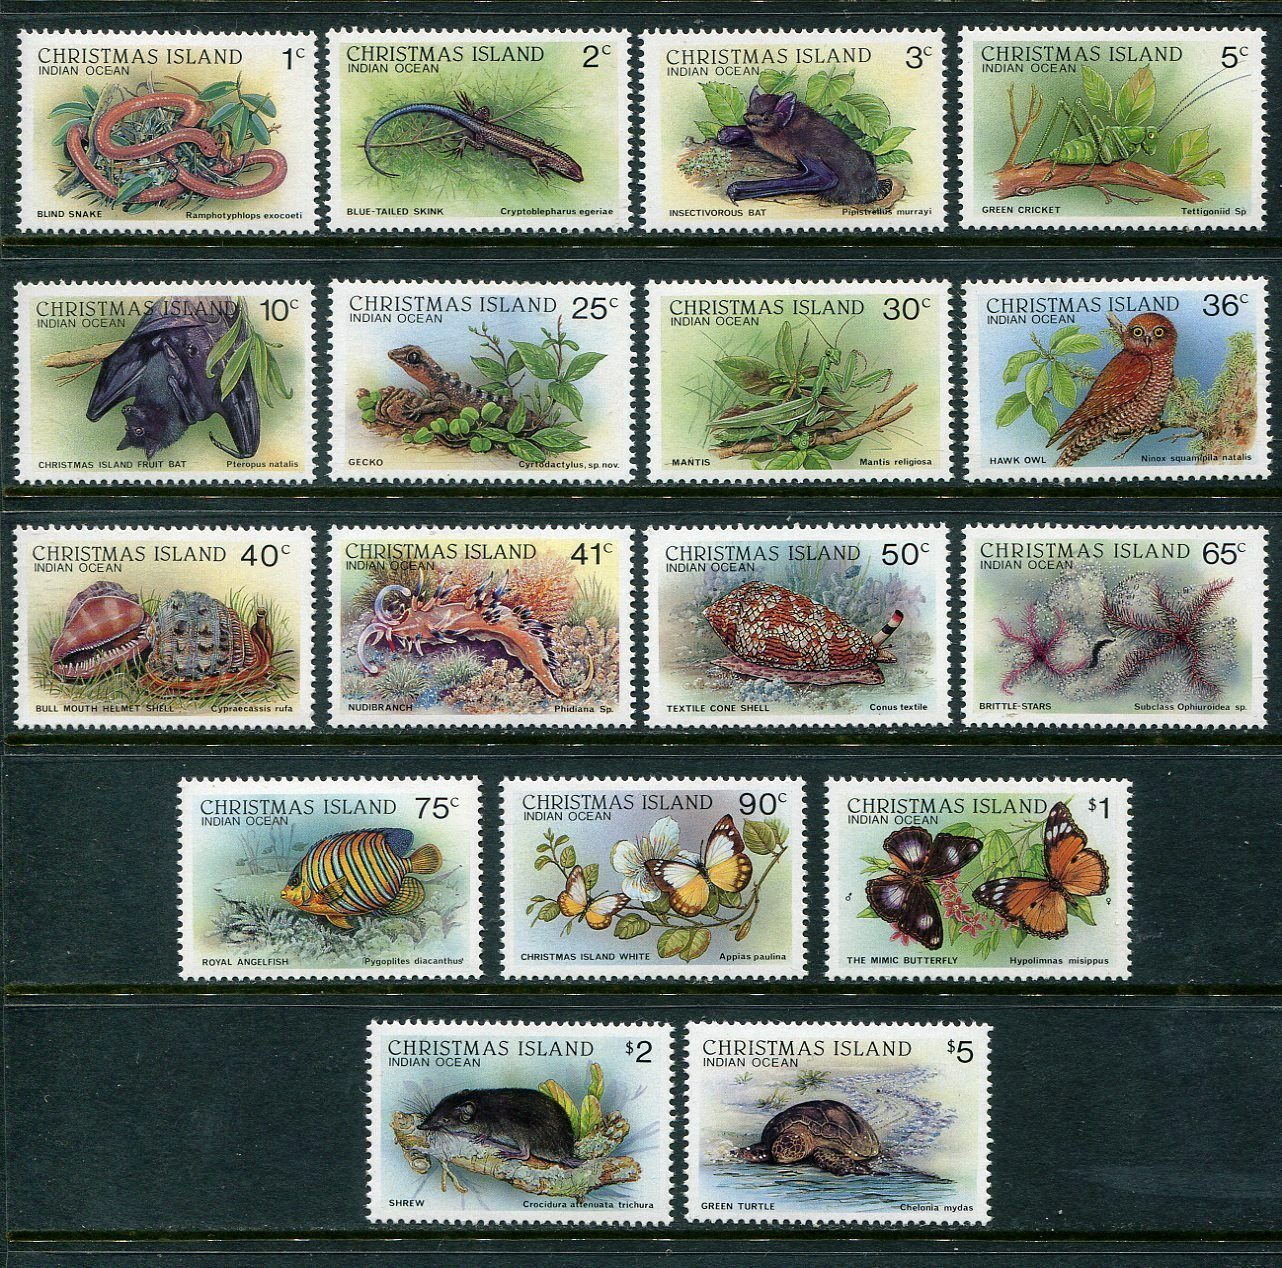 CHRISTMAS ISLAND 1c
INDIAN OCEAN
BLIND SNAKE Ramphotyphlops exocoeti
CHRISTMAS ISLAND 2c
INDIAN OCEAN
BLUE-TAILED SKINK Cryptoblepharus egeriae
CHRISTMAS ISLAND 3c
INDIAN OCEAN
INSECTIVOROUS BAT Pipistrellus murrayi
CHRISTMAS ISLAND 5c
INDIAN OCEAN
GREEN CRICKET Tettigoniid Sp
CHRISTMAS ISLAND 10c
INDIAN OCEAN
CHRISTMAS ISLAND FRUIT BAT Pteropus natalis
CHRISTMAS ISLAND 25c
INDIAN OCEAN
GECKO Cyrtodactylus, sp. nov.
CHRISTMAS ISLAND 30c
INDIAN OCEAN
MANTIS Mantis religiosa
CHRISTMAS ISLAND 36c
INDIAN OCEAN
HAWK OWL Ninox squamipila natalis
CHRISTMAS ISLAND 40c
INDIAN OCEAN
BULL MOUTH HELMET SHELL Cypraecassis rufa
CHRISTMAS ISLAND 41c
INDIAN OCEAN
NUDIBRANCH Phidiana Sp.
CHRISTMAS ISLAND 50c
INDIAN OCEAN
TEXTILE CONE SHELL Conus textile
CHRISTMAS ISLAND 65c
INDIAN OCEAN
BRITTLE-STARS Subclass Ophiuroidea sp.
CHRISTMAS ISLAND 75c
INDIAN OCEAN
ROYAL ANGELFISH Pygoplites diacanthus
CHRISTMAS ISLAND 90c
INDIAN OCEAN
CHRISTMAS ISLAND WHITE Appias paulina
CHRISTMAS ISLAND $1
INDIAN OCEAN
♂ ♀
THE MIMIC BUTTERFLY Hypolimnas misippus
CHRISTMAS ISLAND $2
INDIAN OCEAN
SHREW Crocidura attenuata trichura
CHRISTMAS ISLAND $5
INDIAN OCEAN
GREEN TURTLE Chelonia mydas